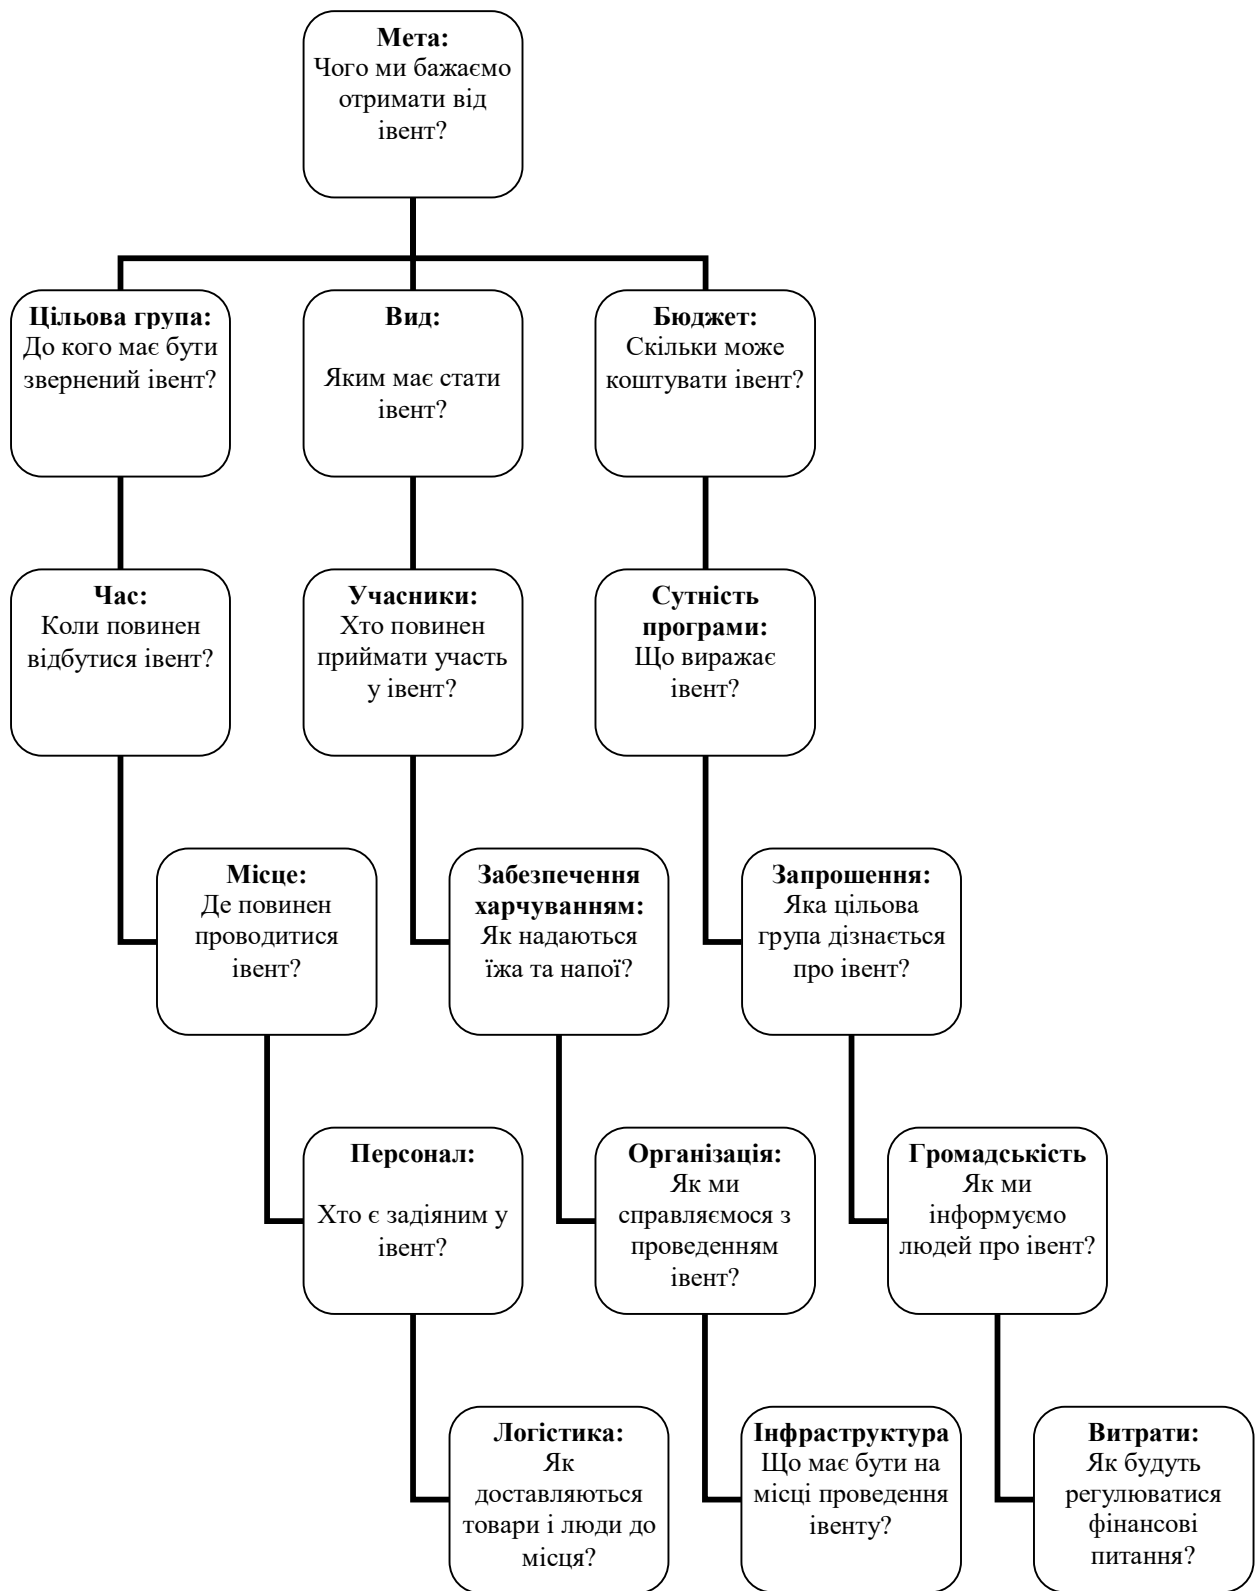 Мета:
Чого ми бажаємо
отримати від
івент?
Цільова група:
До кого має бути
звернений івент?
Вид:
Яким має стати
івент?
Бюджет:
Скільки може
коштувати івент?
Час:
Коли повинен
відбутися івент?
Учасники:
Хто повинен
приймати участь
у івент?
Сутність
програми:
Що виражає
івент?
Місце:
Де повинен
проводитися
івент?
Забезпечення
харчуванням:
Як надаються
їжа та напої?
Запрошення:
Яка цільова
група дізнається
про івент?
Персонал:
Хто є задіяним у
івент?
Організація:
Як ми
справляємося з
проведенням
івент?
Громадськість
Як ми
інформуємо
людей про івент?
Логістика:
Як
доставляються
товари і люди до
місця?
Інфраструктура
Що має бути на
місці проведення
івенту?
Витрати:
Як будуть
регулюватися
фінансові
питання?